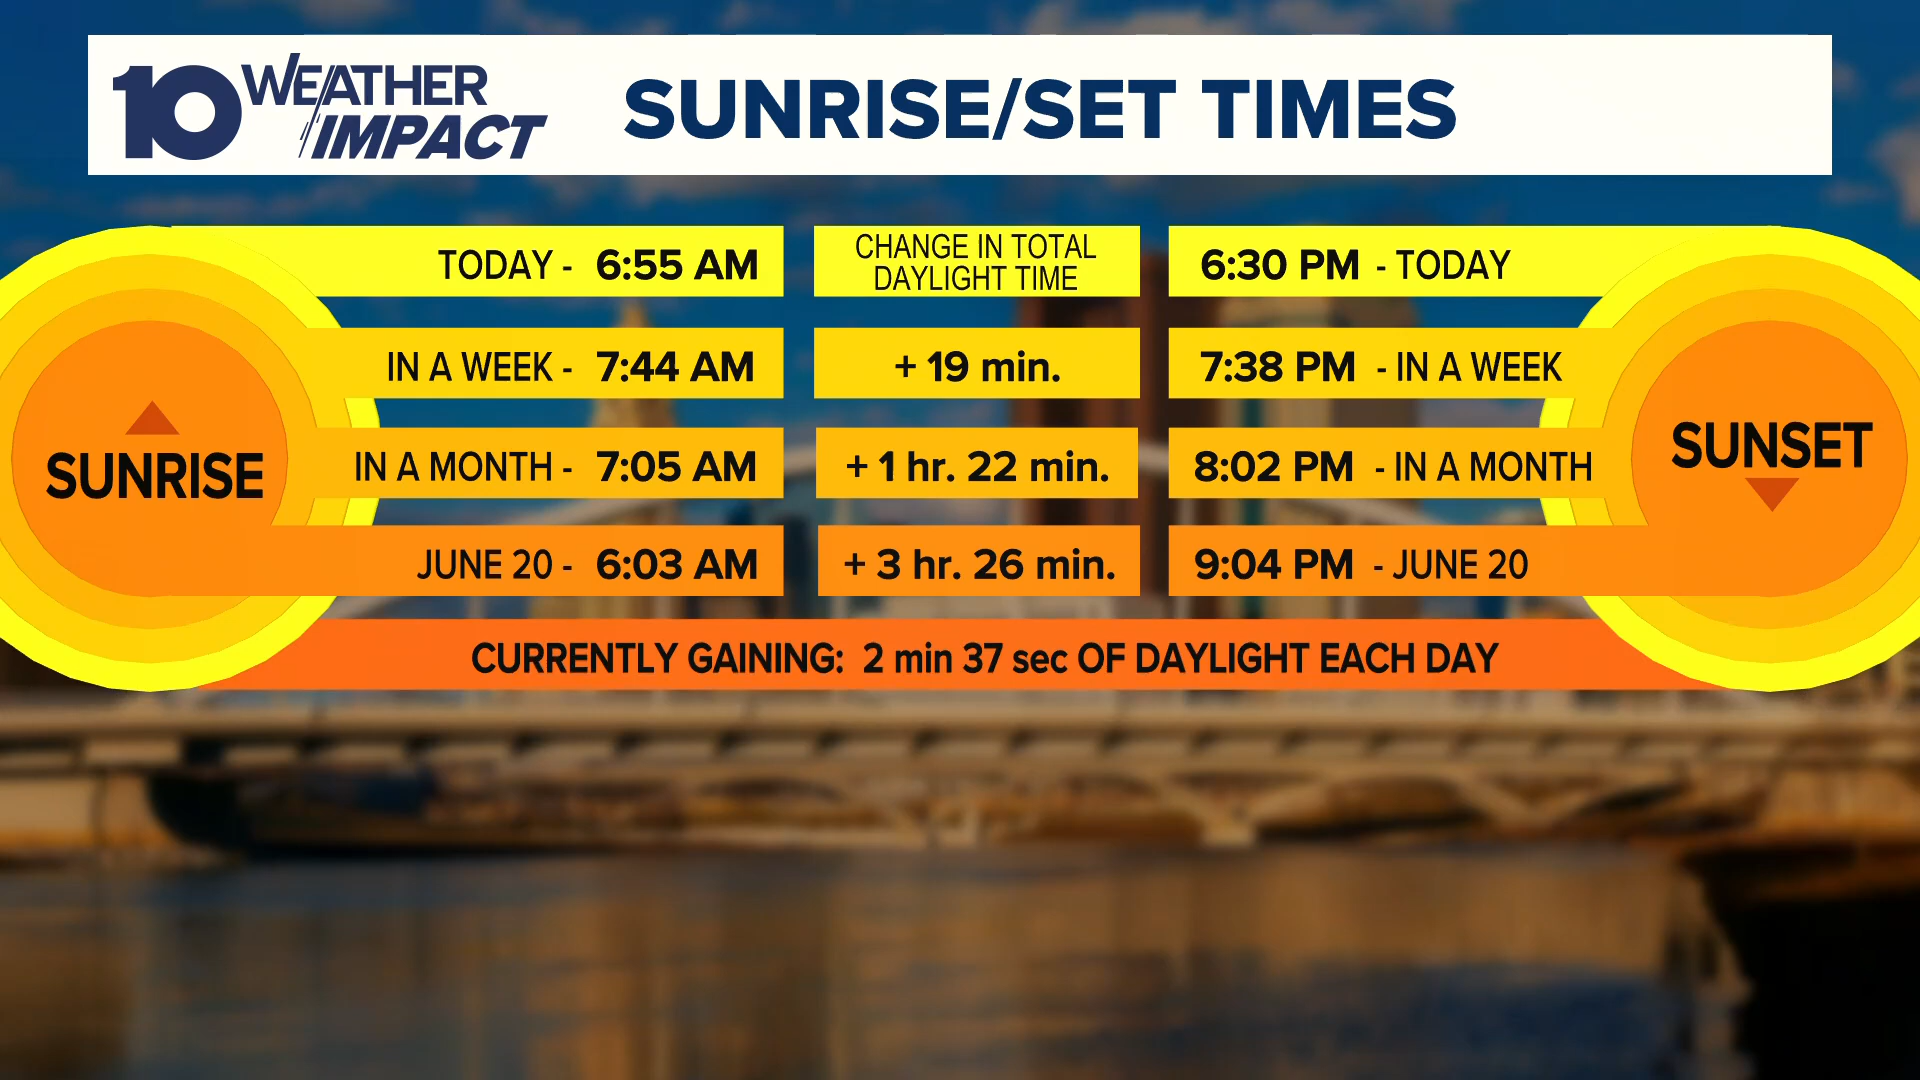 10 WEATHER IMPACT
SUNRISE/SET TIMES
TODAY - 6:55 AM
CHANGE IN TOTAL
DAYLIGHT TIME
6:30 PM - TODAY
IN A WEEK - 7:44 AM
+ 19 min.
7:38 PM - IN A WEEK
SUNRISE
IN A MONTH - 7:05 AM
+ 1 hr. 22 min.
8:02 PM - IN A MONTH
SUNSET
JUNE 20 - 6:03 AM
+ 3 hr. 26 min.
9:04 PM - JUNE 20
CURRENTLY GAINING: 2 min 37 sec OF DAYLIGHT EACH DAY